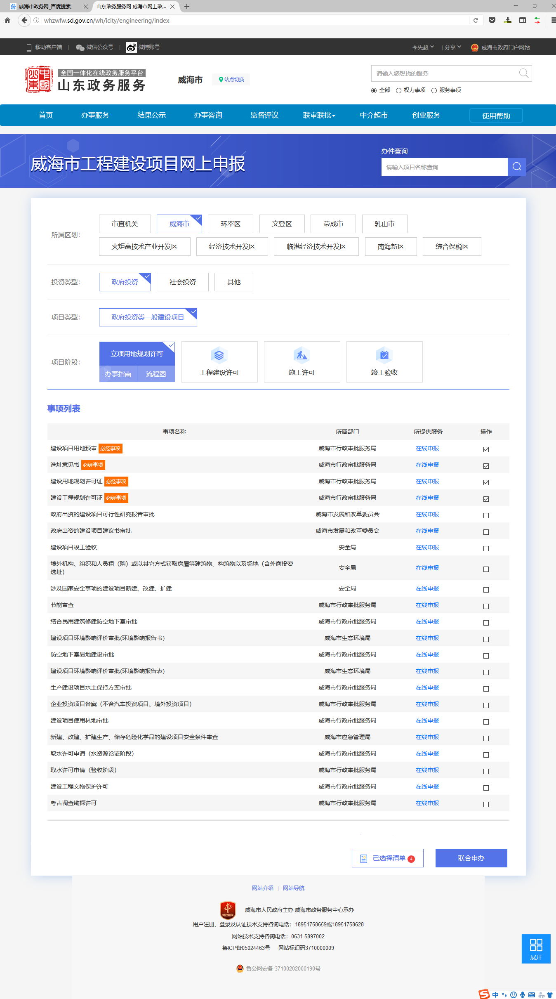 威海市政务网_百度搜索
山东政务服务网 威海市网上政...
whzwfw.sd.gov.cn/wh/icity/engineering/index
移动客户端 | 微信公众号 | 微博账号
李先超 | 分享 威海市政府门户网站
全国一体化在线政务服务平台
山东政务服务
威海市 站点切换
请输入您想找的服务
全部 权力事项 服务事项
首页 办事服务 结果公示 办事咨询 监督评议 联审联批 中介超市 创业服务 使用帮助
威海市工程建设项目网上申报
办件查询
请输入项目名称查询
所属区划：
市直机关 威海市 环翠区 文登区 荣成市 乳山市
火炬高技术产业开发区 经济技术开发区 临港经济技术开发区 南海新区 综合保税区
投资类型： 政府投资 社会投资 其他
项目类型： 政府投资类一般建设项目
项目阶段： 立项用地规划许可
办事指南 流程图
工程建设许可 施工许可 竣工验收
事项列表
事项名称 所属部门 所提供服务 操作
建设项目用地预审 必经事项 威海市行政审批服务局 在线申报
选址意见书 必经事项 威海市行政审批服务局 在线申报
建设用地规划许可证 必经事项 威海市行政审批服务局 在线申报
建设工程规划许可证 必经事项 威海市行政审批服务局 在线申报
政府出资的建设项目可行性研究报告审批 威海市发展和改革委员会 在线申报
政府出资的建设项目建议书审批 威海市发展和改革委员会 在线申报
建设项目竣工验收 安全局 在线申报
境外机构、组织和人员租（购）或以其它方式获取房屋等建筑物、构筑物以及场地（含外商投资
选址） 安全局 在线申报
涉及国家安全事项的建设项目新建、改建、扩建 安全局 在线申报
节能审查 威海市行政审批服务局 在线申报
结合民用建筑修建防空地下室审批 威海市行政审批服务局 在线申报
建设项目环境影响评价审批(环境影响报告书) 威海市生态环境局 在线申报
防空地下室易地建设审批 威海市行政审批服务局 在线申报
建设项目环境影响评价审批(环境影响报告表) 威海市生态环境局 在线申报
生产建设项目水土保持方案审批 威海市行政审批服务局 在线申报
企业投资项目备案（不含汽车投资项目、境外投资项目） 威海市行政审批服务局 在线申报
建设项目使用林地审批 威海市行政审批服务局 在线申报
新建、改建、扩建生产、储存危险化学品的建设项目安全条件审查 威海市应急管理局 在线申报
取水许可申请（水资源论证阶段） 威海市行政审批服务局 在线申报
取水许可申请（验收阶段） 威海市行政审批服务局 在线申报
建设工程文物保护许可 威海市行政审批服务局 在线申报
考古调查勘探许可 威海市行政审批服务局 在线申报
已选择清单 4 联合申办
网站介绍 | 网站导航
党政机关 威海市人民政府主办 威海市政务服务中心承办
用户注册、登录及认证技术支持咨询电话：18951758659或18951758628
网站技术支持咨询电话：0631-5897002
鲁ICP备05024463号 网站标识码3710000009
鲁公网安备 37100202000190号
展开
中